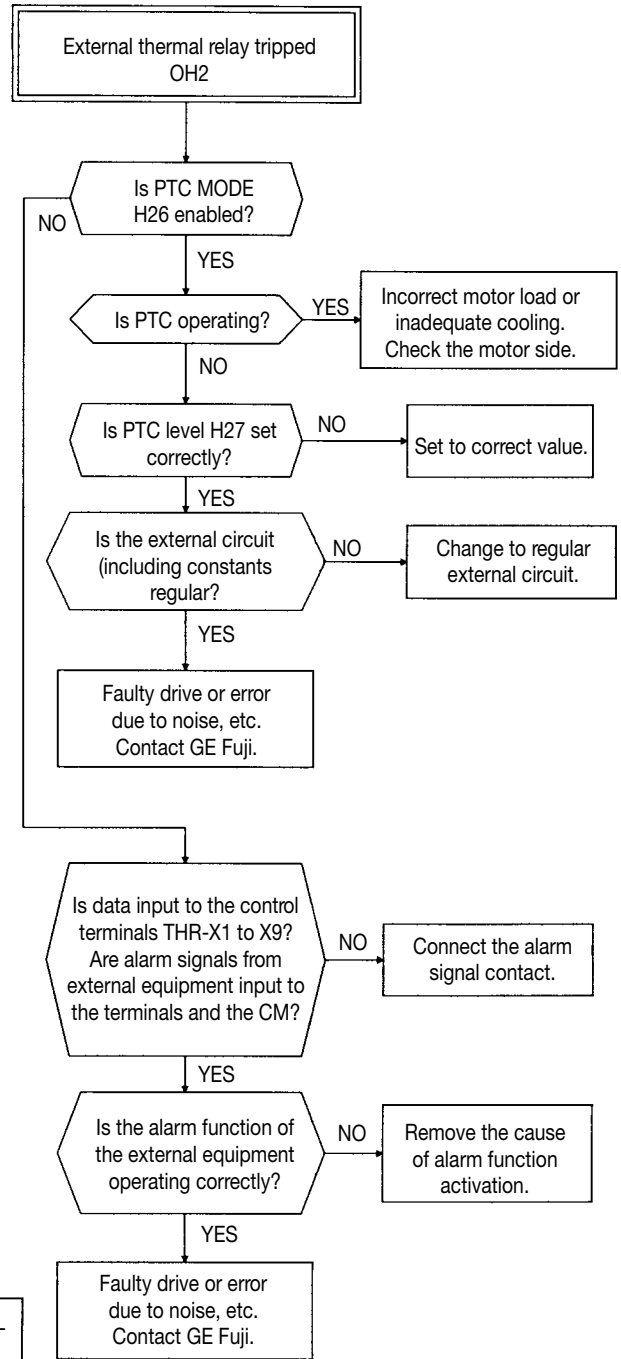 External thermal relay tripped
OH2
Is PTC MODE
H26 enabled?
NO
YES
Is PTC operating?
YES
Incorrect motor load or
inadequate cooling.
Check the motor side.
NO
Is PTC level H27 set
correctly?
NO
Set to correct value.
YES
Is the external circuit
(including constants
regular?
NO
Change to regular
external circuit.
YES
Faulty drive or error
due to noise, etc.
Contact GE Fuji.
Is data input to the control
terminals THR-X1 to X9?
Are alarm signals from
external equipment input to
the terminals and the CM?
NO
Connect the alarm
signal contact.
YES
Is the alarm function of
the external equipment
operating correctly?
NO
Remove the cause
of alarm function
activation.
YES
Faulty drive or error
due to noise, etc.
Contact GE Fuji.